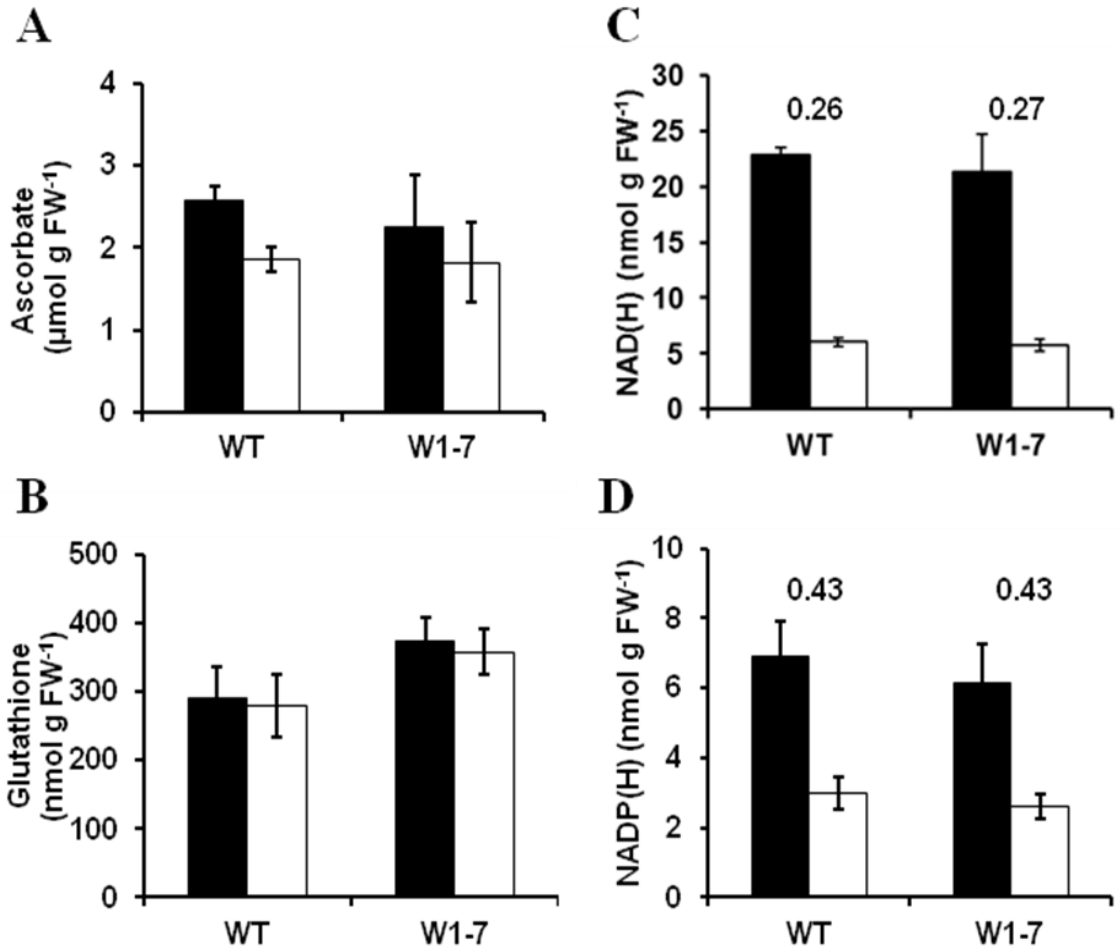 A
Ascorbate
(µmol g FW-1)
4
3
2
1
0
WT W1-7
B
Glutathione
(nmol g FW-1)
500
400
300
200
100
0
WT W1-7
C
NAD(H) (nmol g FW-1)
30
25
20
15
10
5
0
0.26 0.27
WT W1-7
D
NADP(H) (nmol g FW-1)
10
8
6
4
2
0
0.43 0.43
WT W1-7